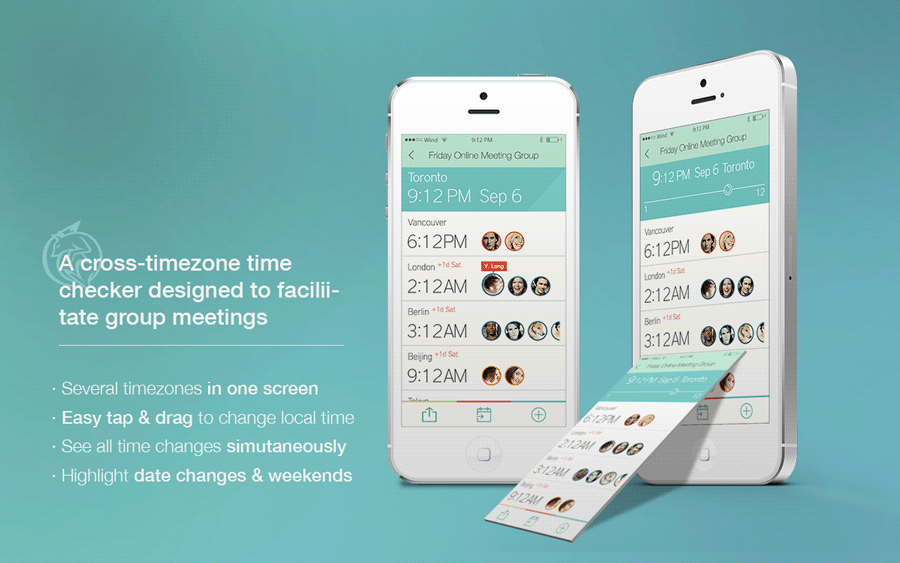 A cross-timezone time
checker designed to facilii-
tate group meetings
· Several timezones in one screen
· Easy tap & drag to change local time
· See all time changes simutaneously
· Highlight date changes & weekends
Wind 9:12 PM
Friday Online Meeting Group
Toronto
9:12 PM Sep 6
Vancouver
6:12PM
London +1d Sat
Y. Long
2:12AM
Berlin +1d Sat
3:12AM
Beijing +1d Sat
9:12AM
Wind 9:12 PM
Friday Online Meeting Group
9:12 PM Sep 6 Toronto
1 12
Vancouver
6:12PM
London +1d Sat
2:12AM
Berlin +1d Sat
3:12AM
Friday Online Meeting Group
9:12 PM Sep 6 Toronto
Vancouver
6:12PM
London
2:12AM
Berlin
3:12AM
Beijing
9:12AM